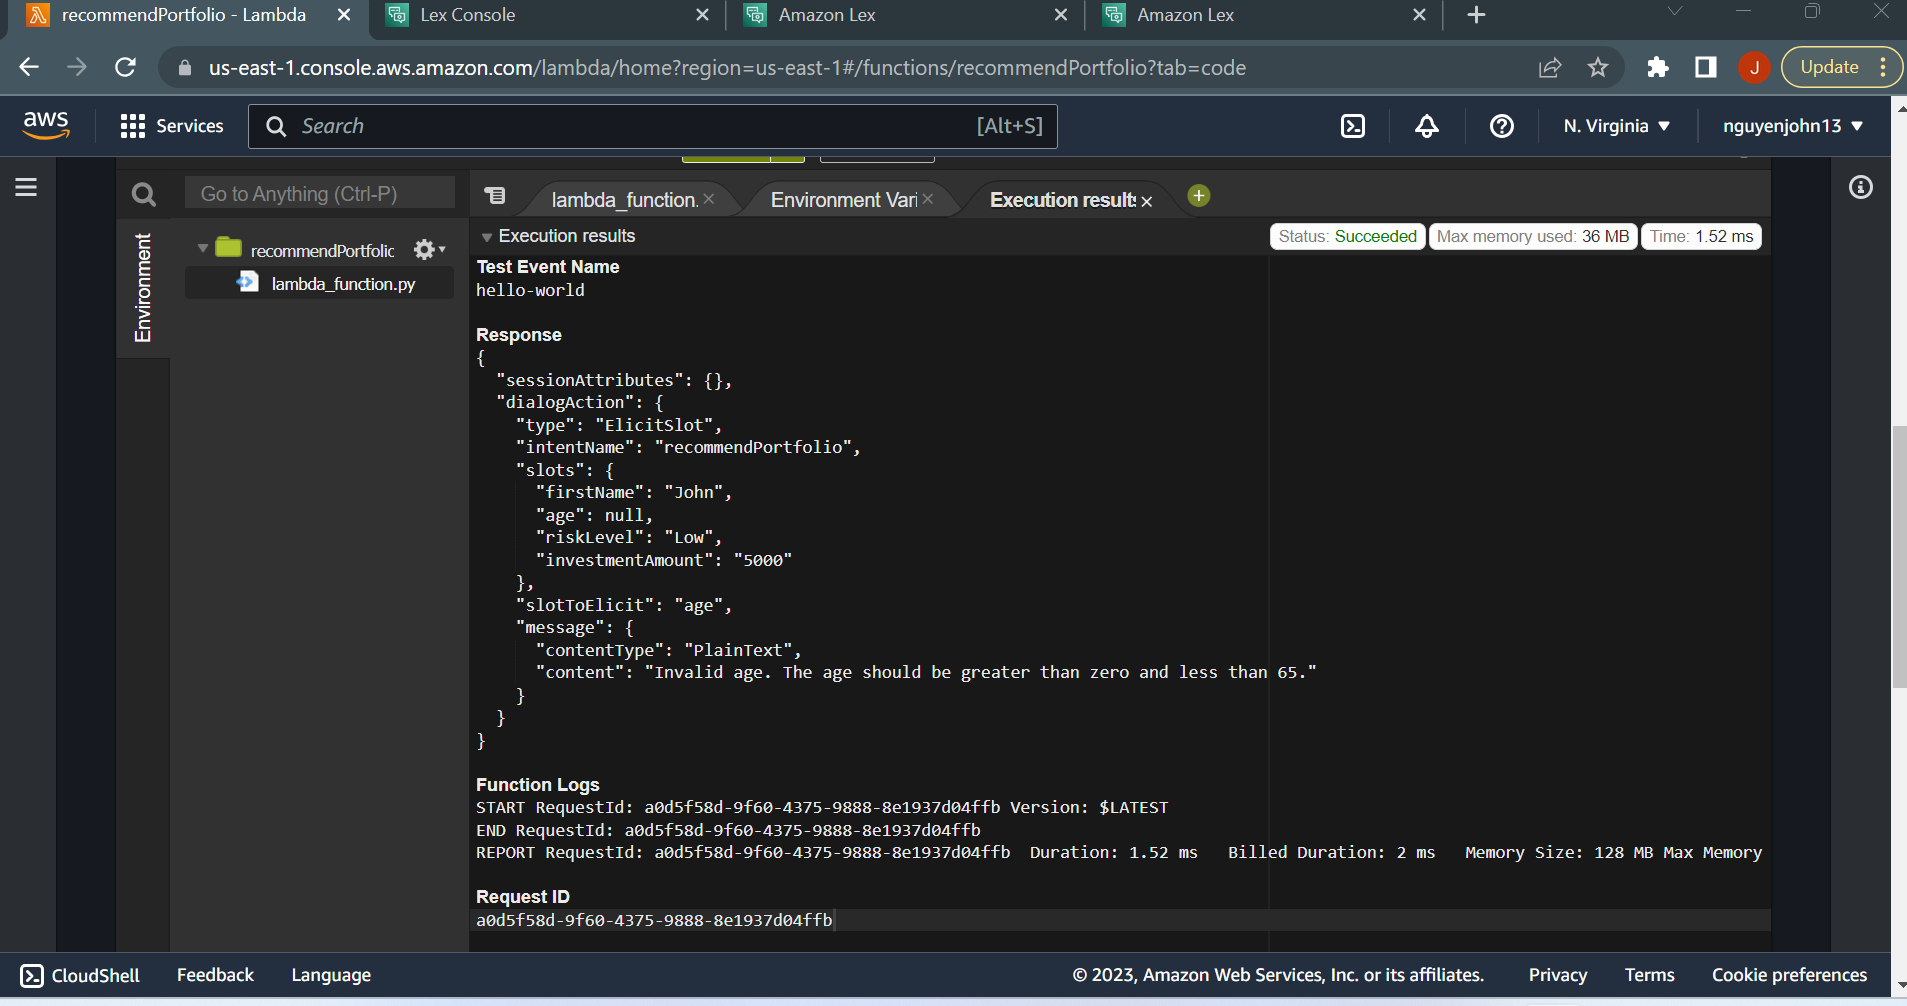 recommendPortfolio - Lambda
Lex Console
Amazon Lex
Amazon Lex
us-east-1.console.aws.amazon.com/lambda/home?region=us-east-1#/functions/recommendPortfolio?tab=code
J
Update
aws
Services
Search
[Alt+S]
N. Virginia
nguyenjohn13
Go to Anything (Ctrl-P)
lambda_function.
Environment Vari
Execution results
Environment
recommendPortfolio
lambda_function.py
Execution results
Status: Succeeded
Max memory used: 36 MB
Time: 1.52 ms
Test Event Name
hello-world
Response
{
"sessionAttributes": {},
"dialogAction": {
"type": "ElicitSlot",
"intentName": "recommendPortfolio",
"slots": {
"firstName": "John",
"age": null,
"riskLevel": "Low",
"investmentAmount": "5000"
},
"slotToElicit": "age",
"message": {
"contentType": "PlainText",
"content": "Invalid age. The age should be greater than zero and less than 65."
}
}
}
Function Logs
START RequestId: a0d5f58d-9f60-4375-9888-8e1937d04ffb Version: $LATEST
END RequestId: a0d5f58d-9f60-4375-9888-8e1937d04ffb
REPORT RequestId: a0d5f58d-9f60-4375-9888-8e1937d04ffb Duration: 1.52 ms Billed Duration: 2 ms Memory Size: 128 MB Max Memory
Request ID
a0d5f58d-9f60-4375-9888-8e1937d04ffb
CloudShell
Feedback
Language
© 2023, Amazon Web Services, Inc. or its affiliates.
Privacy
Terms
Cookie preferences